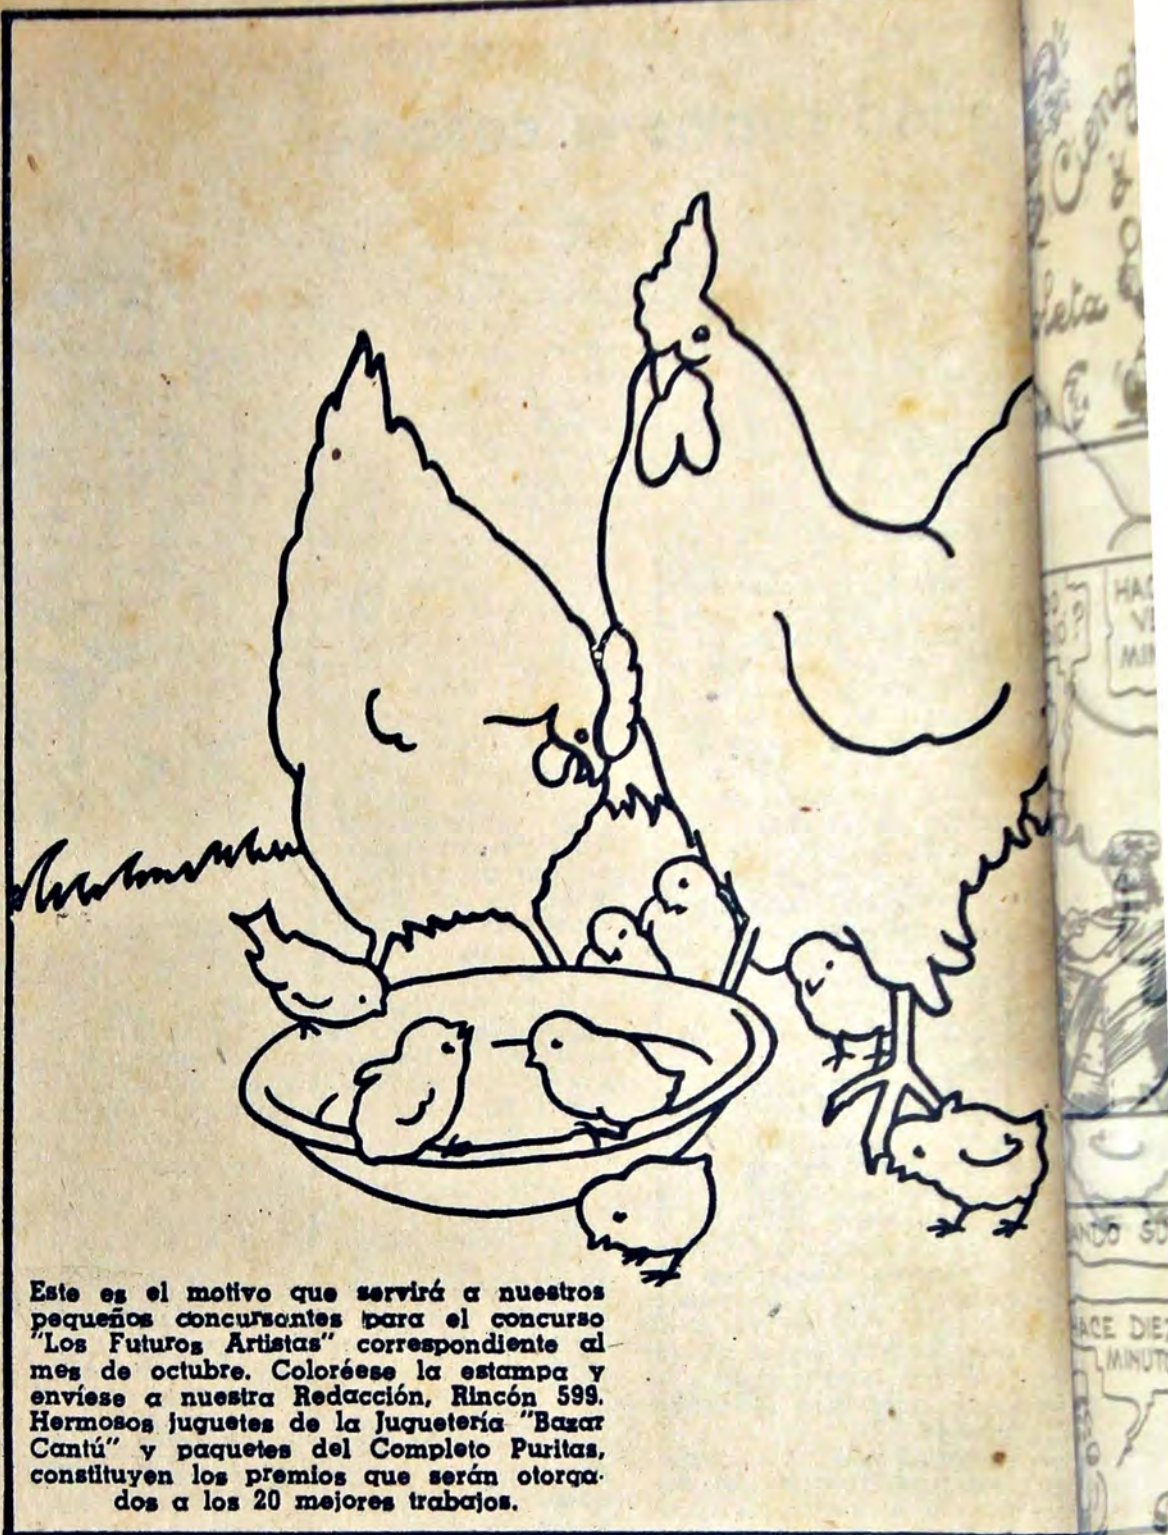 Este es el motivo que servirá a nuestros
pequeños concursantes para el concurso
"Los Futuros Artistas" correspondiente al
mes de octubre. Coloréese la estampa y
envíese a nuestra Redacción, Rincón 599.
Hermosos juguetes de la Juguetería "Bazar
Cantú" y paquetes del Completo Puritas,
constituyen los premios que serán otorga-
dos a los 20 mejores trabajos.
MINUT